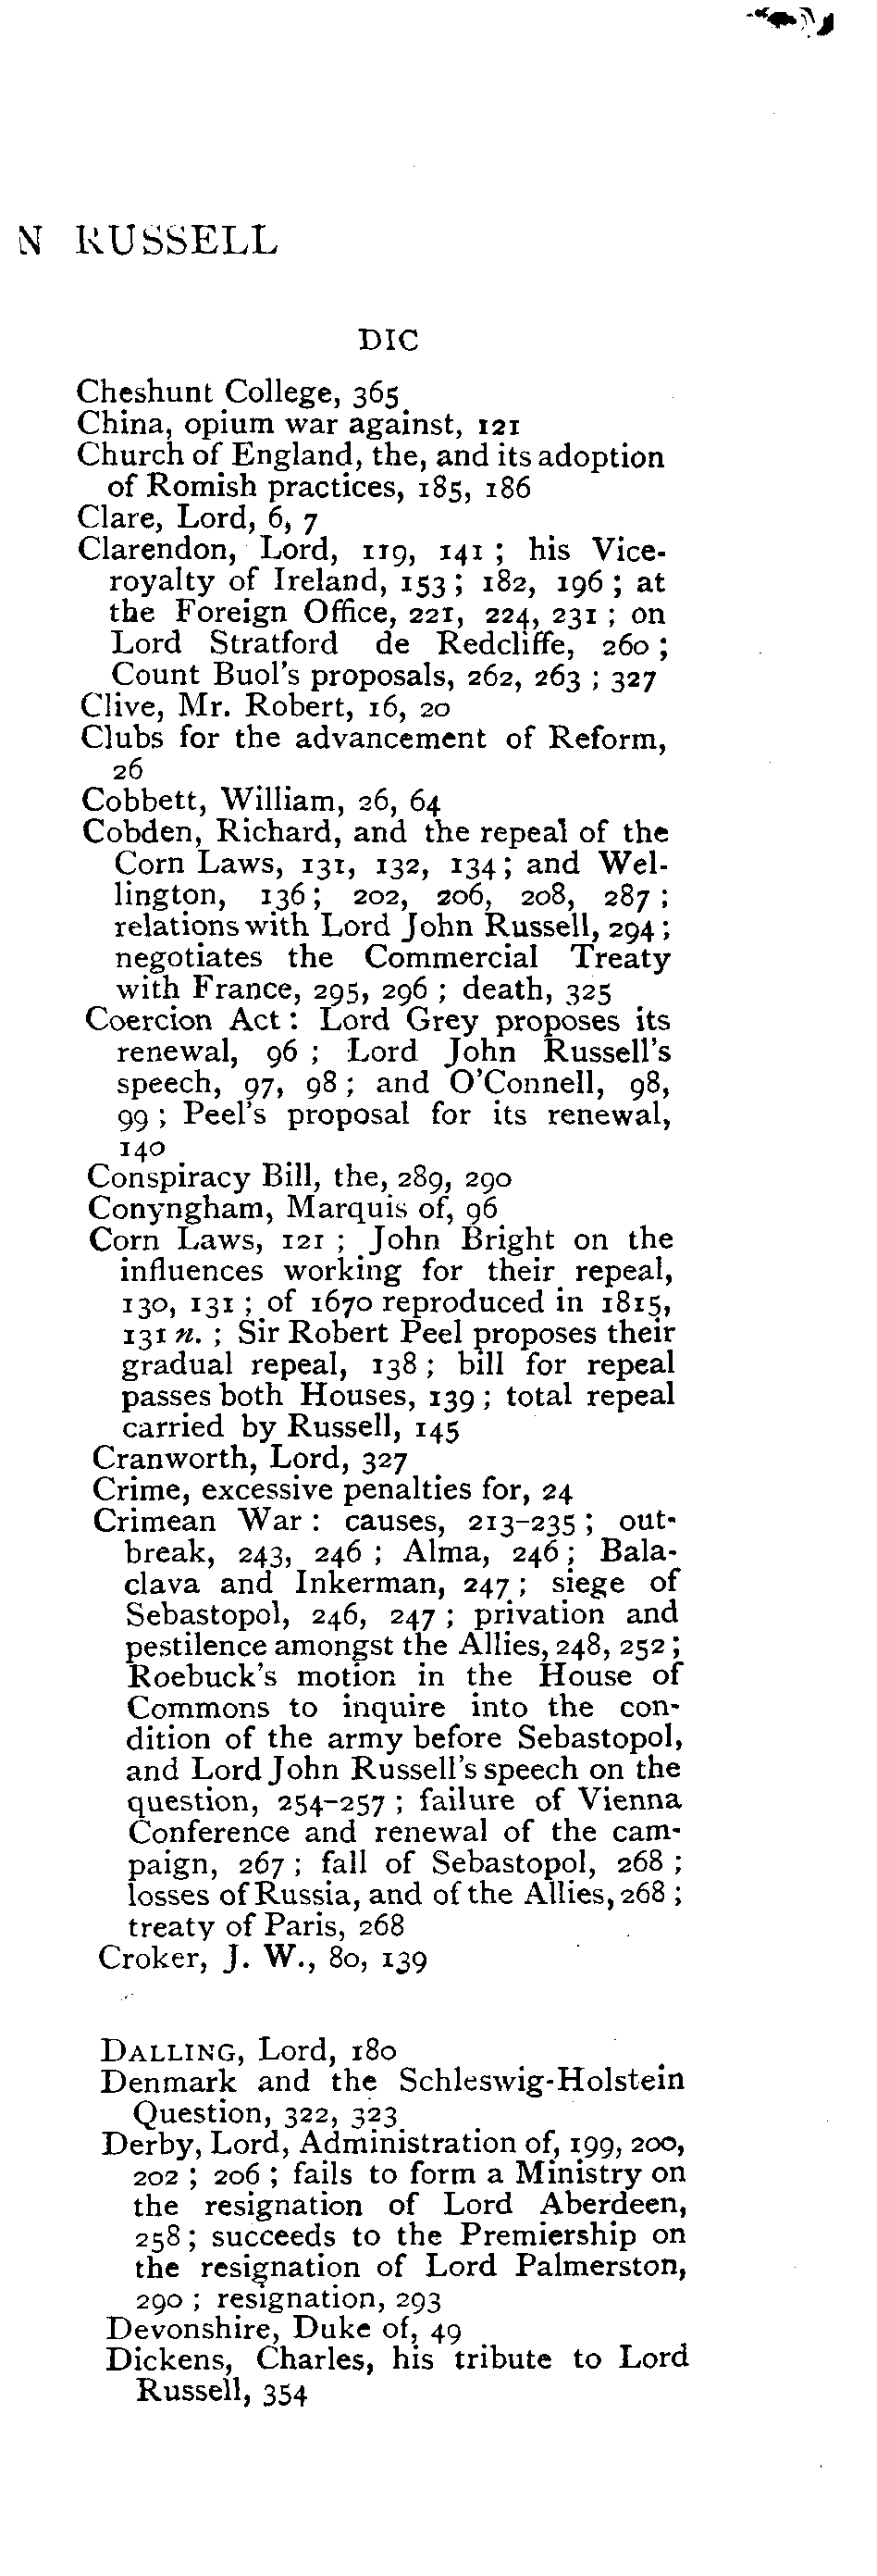 N RUSSELL
DIC
Cheshunt College, 365
China, opium war against, 121
Church of England, the, and its adoption
of Romish practices, 185, 186
Clare, Lord, 6, 7
Clarendon, Lord, 119, 141 ; his Vice-
royalty of Ireland, 153 ; 182, 196 ; at
the Foreign Office, 221, 224, 231 ; on
Lord Stratford de Redcliffe, 260 ;
Count Buol's proposals, 262, 263 ; 327
Clive, Mr. Robert, 16, 20
Clubs for the advancement of Reform,
26
Cobbett, William, 26, 64
Cobden, Richard, and the repeal of the
Corn Laws, 131, 132, 134 ; and Wel-
lington, 136 ; 202, 206, 208, 287 ;
relations with Lord John Russell, 294 ;
negotiates the Commercial Treaty
with France, 295, 296 ; death, 325
Coercion Act : Lord Grey proposes its
renewal, 96 ; Lord John Russell's
speech, 97, 98 ; and O'Connell, 98,
99 ; Peel's proposal for its renewal,
140
Conspiracy Bill, the, 289, 290
Conyngham, Marquis of, 96
Corn Laws, 121 ; John Bright on the
influences working for their repeal,
130, 131 ; of 1670 reproduced in 1815,
131 n. ; Sir Robert Peel proposes their
gradual repeal, 138 ; bill for repeal
passes both Houses, 139 ; total repeal
carried by Russell, 145
Cranworth, Lord, 327
Crime, excessive penalties for, 24
Crimean War : causes, 213-235 ; out-
break, 243, 246 ; Alma, 246 ; Bala-
clava and Inkerman, 247 ; siege of
Sebastopol, 246, 247 ; privation and
pestilence amongst the Allies, 248, 252 ;
Roebuck's motion in the House of
Commons to inquire into the con-
dition of the army before Sebastopol,
and Lord John Russell's speech on the
question, 254-257 ; failure of Vienna
Conference and renewal of the cam-
paign, 267 ; fall of Sebastopol, 268 ;
losses of Russia, and of the Allies, 268 ;
treaty of Paris, 268
Croker, J. W., 80, 139
DALLING, Lord, 180
Denmark and the Schleswig-Holstein
Question, 322, 323
Derby, Lord, Administration of, 199, 200,
202 ; 206 ; fails to form a Ministry on
the resignation of Lord Aberdeen,
258 ; succeeds to the Premiership on
the resignation of Lord Palmerston,
290 ; resignation, 293
Devonshire, Duke of, 49
Dickens, Charles, his tribute to Lord
Russell, 354